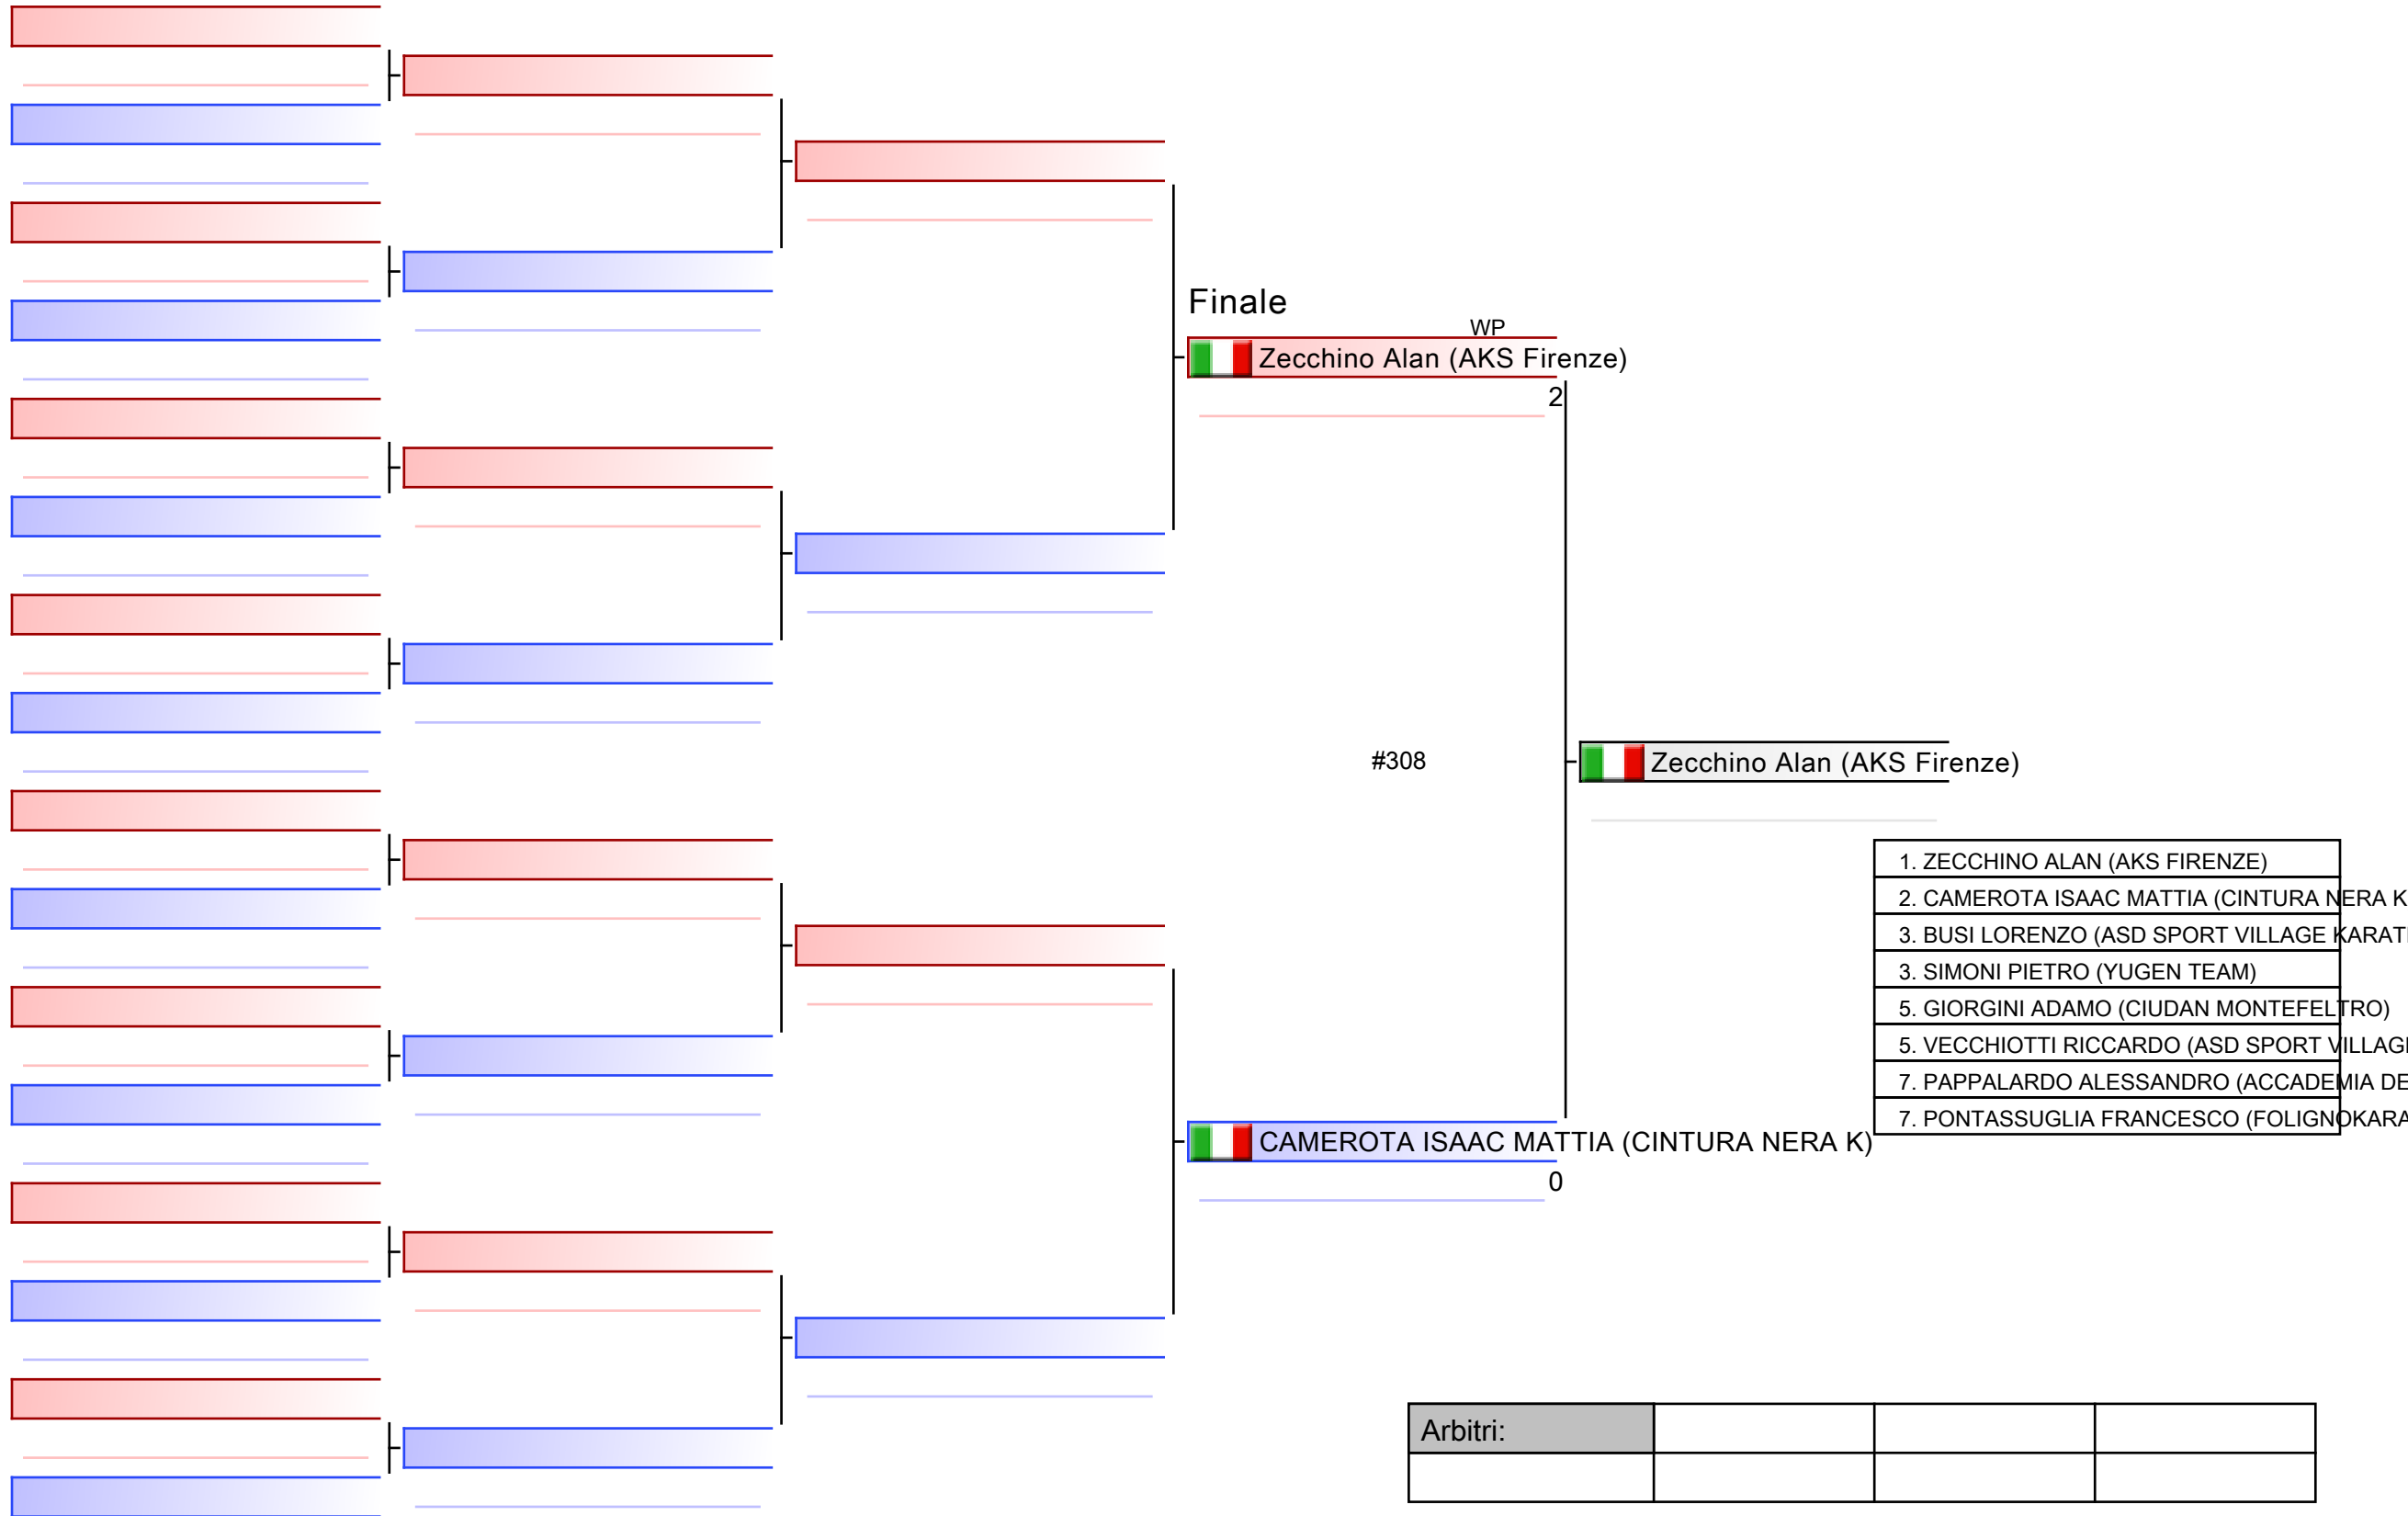 Finale
WP
Zecchino Alan (AKS Firenze)
2
#308
Zecchino Alan (AKS Firenze)
1. ZECCHINO ALAN (AKS FIRENZE)
2. CAMEROTA ISAAC MATTIA (CINTURA NERA K
3. BUSI LORENZO (ASD SPORT VILLAGE KARAT
3. SIMONI PIETRO (YUGEN TEAM)
5. GIORGINI ADAMO (CIUDAN MONTEFELTRO)
5. VECCHIOTTI RICCARDO (ASD SPORT VILLAG
7. PAPPALARDO ALESSANDRO (ACCADEMIA DE
7. PONTASSUGLIA FRANCESCO (FOLIGNOKARA
CAMEROTA ISAAC MATTIA (CINTURA NERA K)
0
Arbitri: